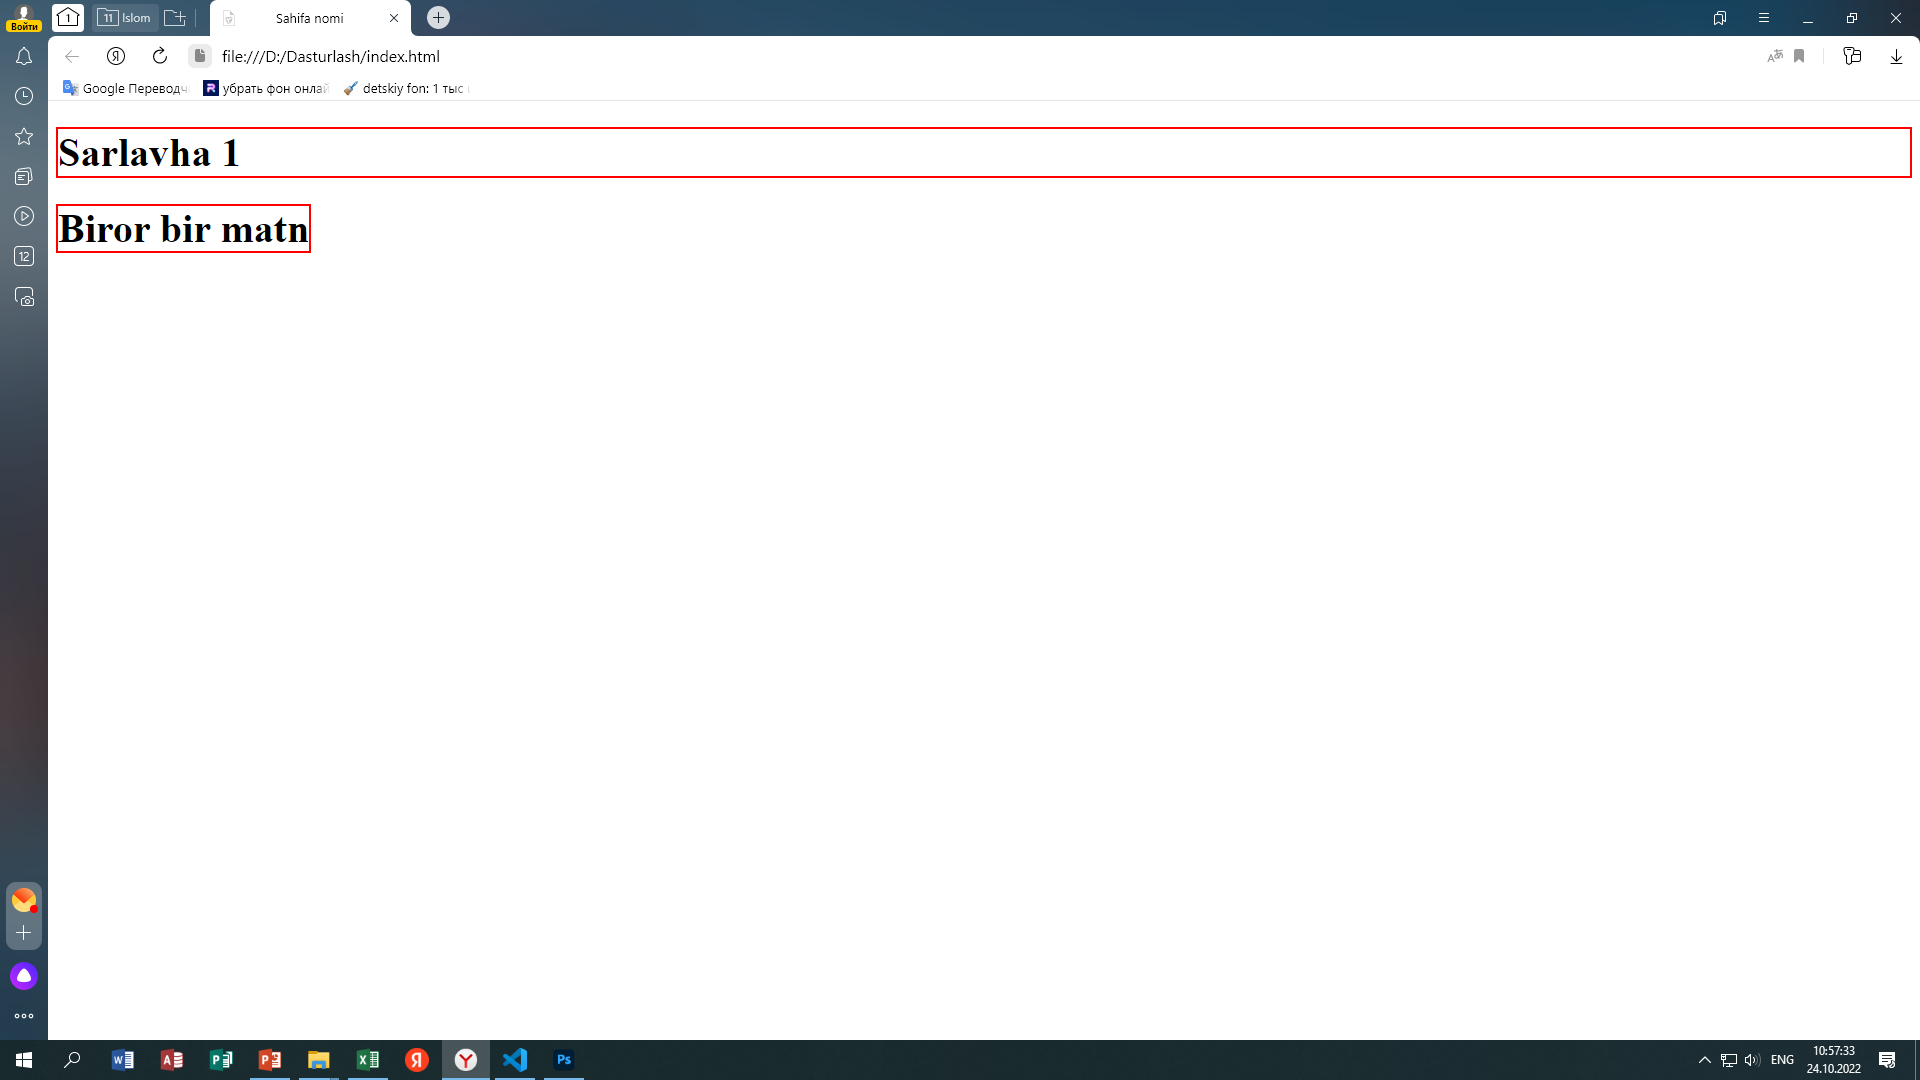 1
11 Islom
Sahifa nomi
Войти
file:///D:/Dasturlash/index.html
Google Переводч
убрать фон онлай
detskiy fon: 1 тыс
Sarlavha 1
Biror bir matn
12
ENG
10:57:33
24.10.2022